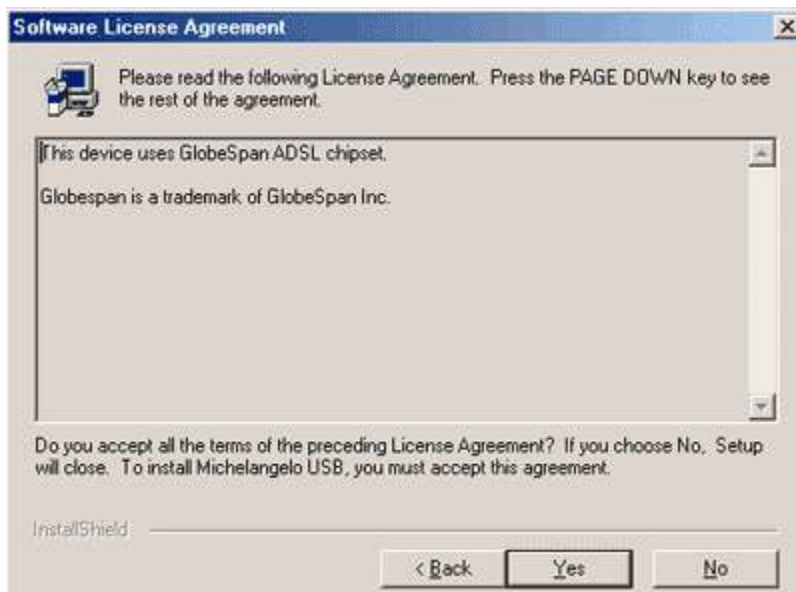 Software License Agreement
Please read the following License Agreement. Press the PAGE DOWN key to see
the rest of the agreement.
This device uses GlobeSpan ADSL chipset.
Globespan is a trademark of GlobeSpan Inc.
Do you accept all the terms of the preceding License Agreement? If you choose No, Setup
will close. To install Michelangelo USB, you must accept this agreement.
InstallShield
< Back
Yes
No